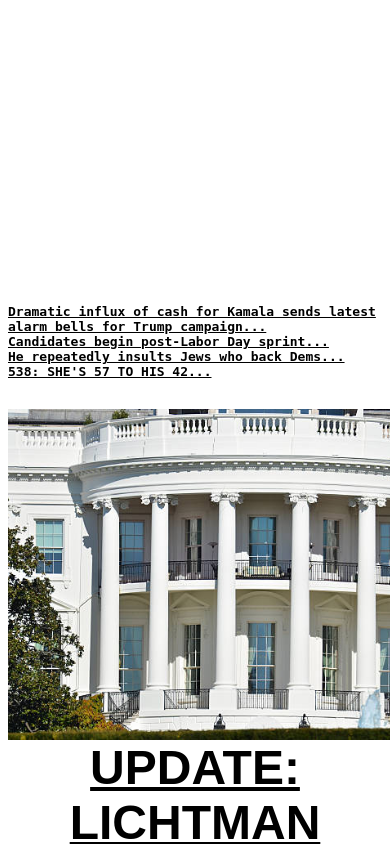 Dramatic influx of cash for Kamala sends latest
alarm bells for Trump campaign...
Candidates begin post-Labor Day sprint...
He repeatedly insults Jews who back Dems...
538: SHE'S 57 TO HIS 42...
UPDATE:
LICHTMAN